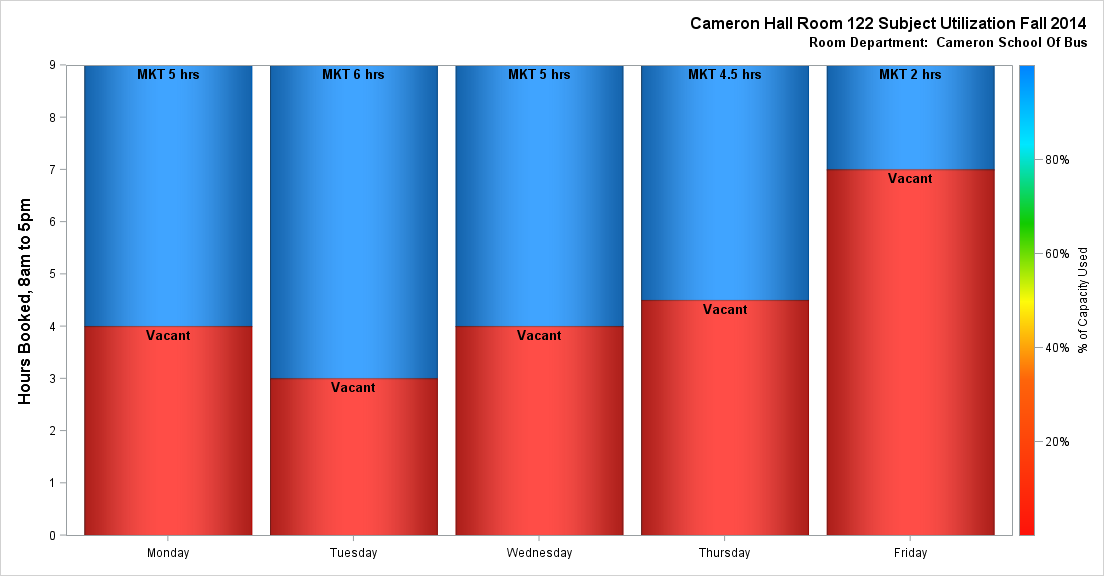 Cameron Hall Room 122 Subject Utilization Fall 2014
Room Department:  Cameron School Of Bus
Hours Booked, 8am to 5pm
9
8
7
6
5
4
3
2
1
0
MKT 5 hrs
MKT 6 hrs
MKT 5 hrs
MKT 4.5 hrs
MKT 2 hrs
Vacant
Vacant
Vacant
Vacant
Vacant
Monday
Tuesday
Wednesday
Thursday
Friday
80%
60%
40%
20%
% of Capacity Used